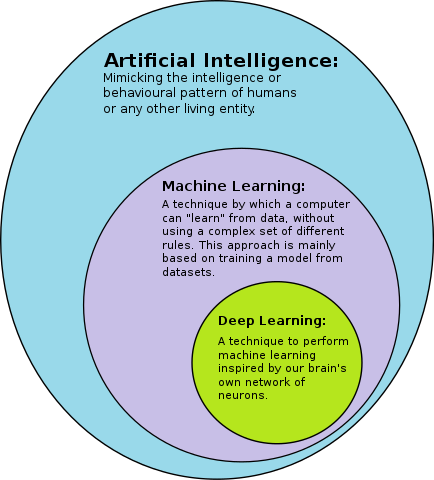 Artificial Intelligence:
Mimicking the intelligence or
behavioural pattern of humans
or any other living entity.
Machine Learning:
A technique by which a computer
can "learn" from data, without
using a complex set of different
rules. This approach is mainly
based on training a model from
datasets.
Deep Learning:
A technique to perform
machine learning
inspired by our brain's
own network of
neurons.